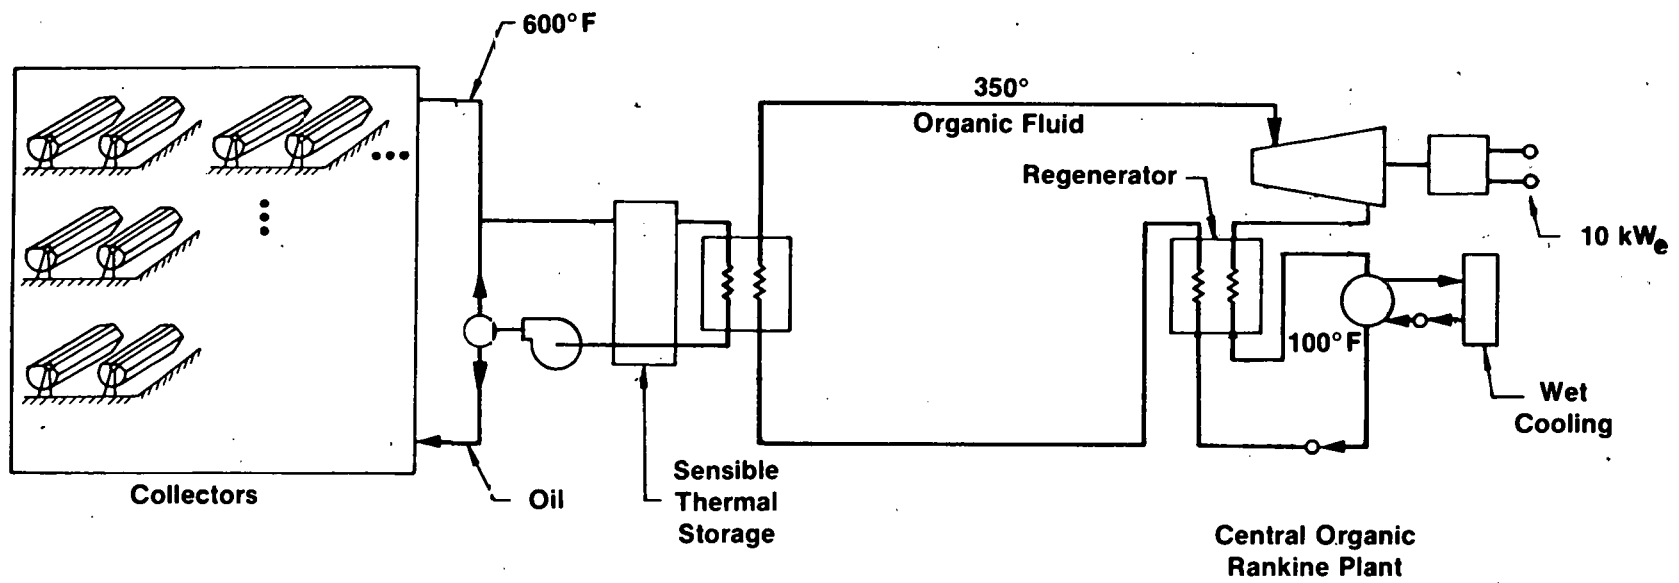 600°F
350°
Organic Fluid
Regenerator
10 kWe
100°F
Wet
Cooling
Sensible
Thermal
Storage
Oil
Collectors
Central Organic
Rankine Plant